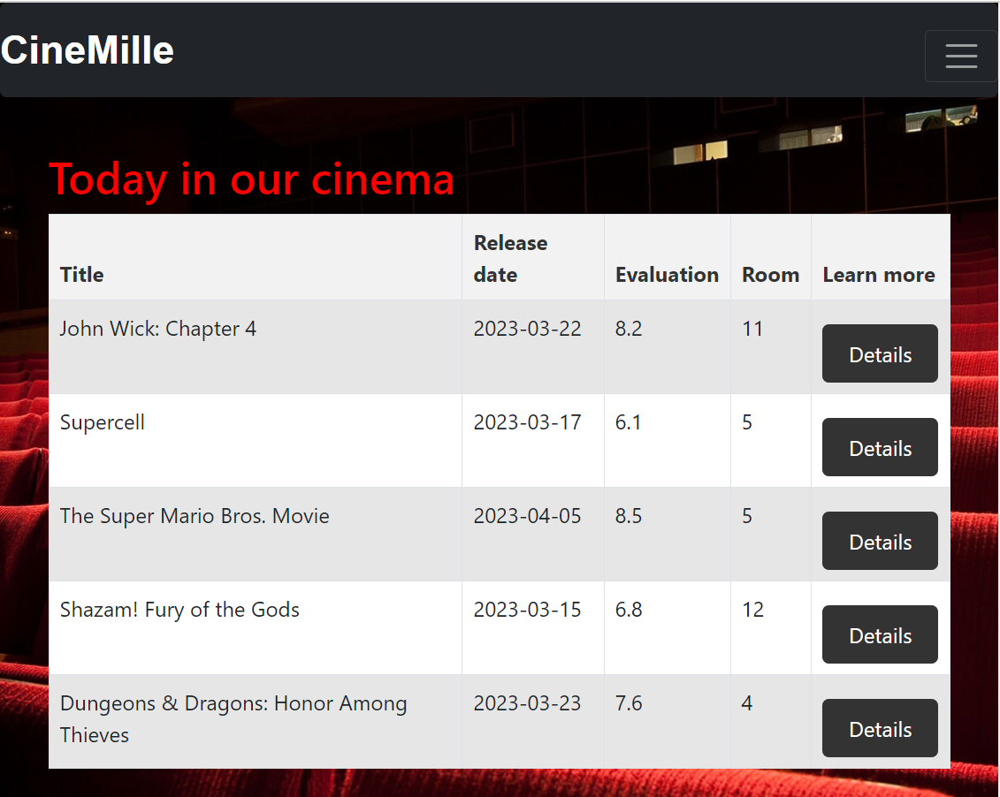 CineMille
Today in our cinema
Title Release date Evaluation Room Learn more
John Wick: Chapter 4 2023-03-22 8.2 11 Details
Supercell 2023-03-17 6.1 5 Details
The Super Mario Bros. Movie 2023-04-05 8.5 5 Details
Shazam! Fury of the Gods 2023-03-15 6.8 12 Details
Dungeons & Dragons: Honor Among 2023-03-23 7.6 4 Details
Thieves